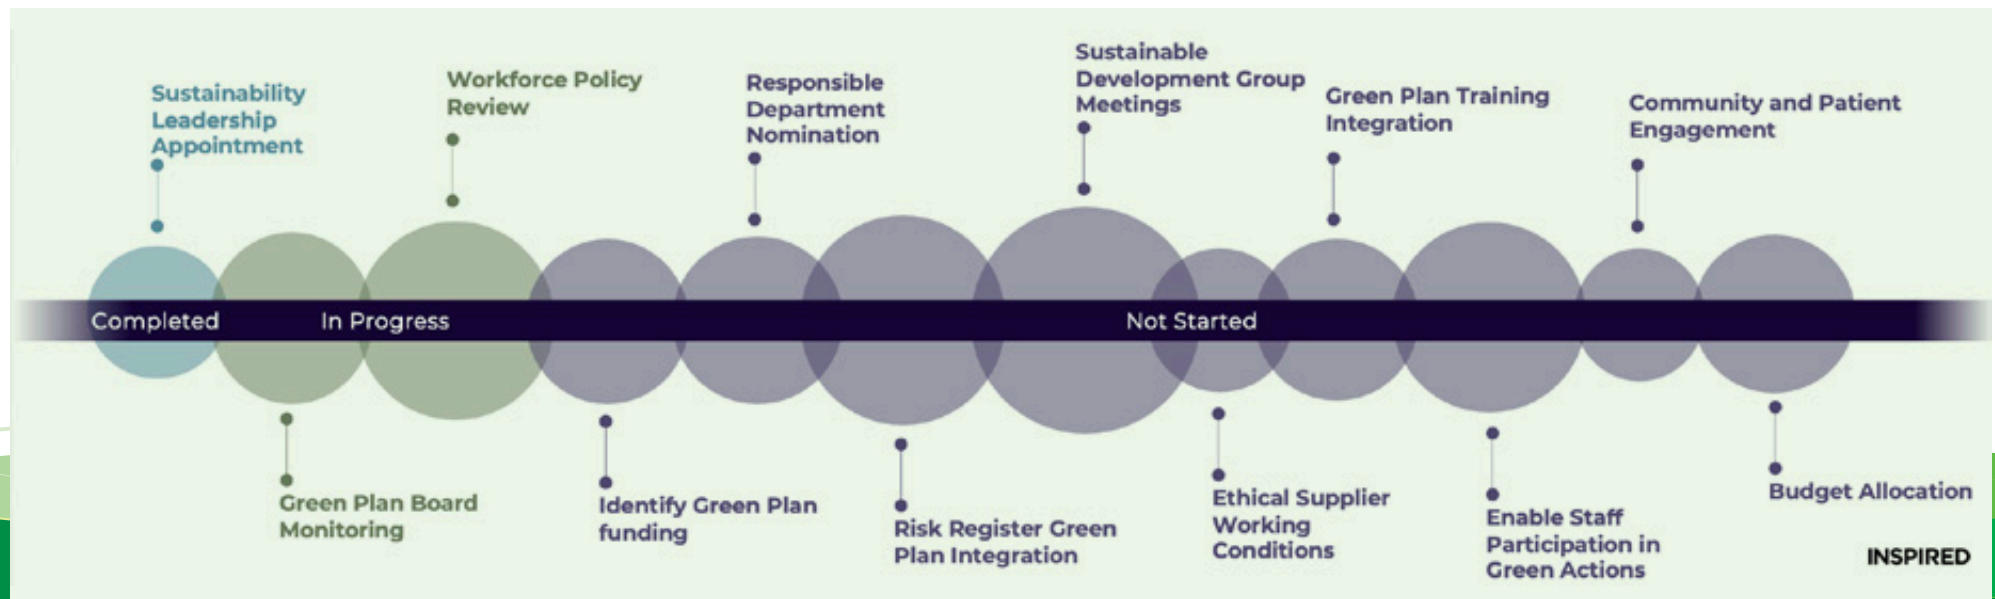 Sustainability
Leadership
Appointment
Workforce Policy
Review
Responsible
Department
Nomination
Sustainable
Development Group
Meetings
Green Plan Training
Integration
Community and Patient
Engagement
Completed
In Progress
Not Started
Green Plan Board
Monitoring
Identify Green Plan
funding
Risk Register Green
Plan Integration
Ethical Supplier
Working
Conditions
Enable Staff
Participation in
Green Actions
Budget Allocation
INSPIRED